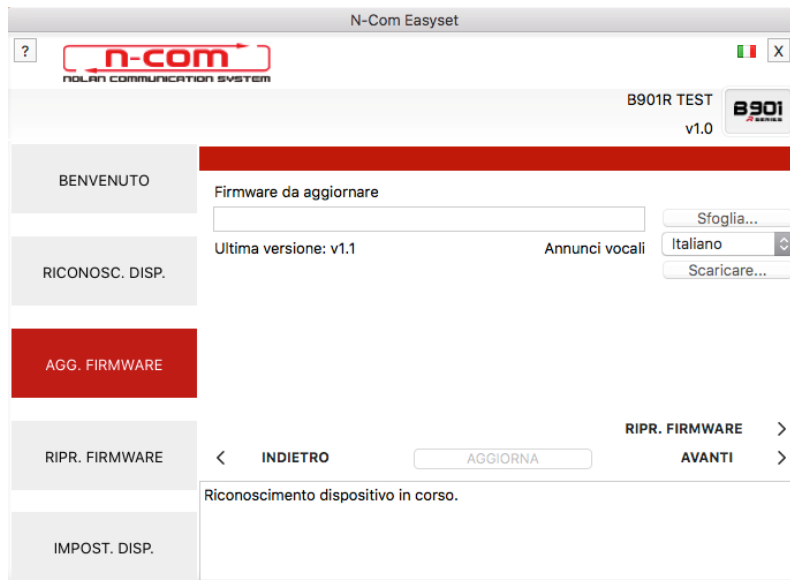 N-Com Easyset
?
n-com
NOLAN COMMUNICATION SYSTEM
X
B901R TEST
v1.0
B901
R SERIES
BENVENUTO
Firmware da aggiornare
Sfoglia...
Ultima versione: v1.1
Annunci vocali
Italiano
RICONOSC. DISP.
Scaricare...
AGG. FIRMWARE
RIPR. FIRMWARE >
RIPR. FIRMWARE
< INDIETRO
AGGIORNA
AVANTI >
Riconoscimento dispositivo in corso.
IMPOST. DISP.